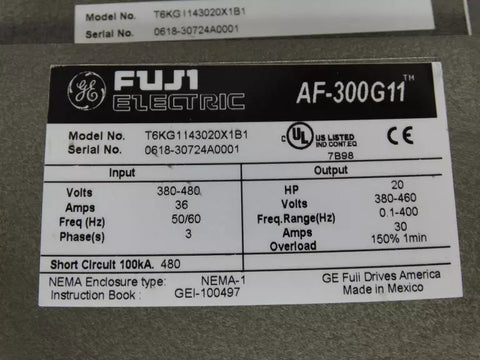 Model No. T6KG1143020X1B1
Serial No. 0618-30724A0001
GE FUJI ELECTRIC AF-300G11™
Model No. T6KG1143020X1B1
Serial No. 0618-30724A0001
C UL US LISTED
IND.CONT.EQ.
7B98
CE
Input
Volts 380-480
Amps 36
Freq (Hz) 50/60
Phase(s) 3
Output
HP 20
Volts 380-460
Freq.Range(Hz) 0.1-400
Amps 30
Overload 150% 1min
Short Circuit 100kA. 480
NEMA Enclosure type: NEMA-1
Instruction Book : GEI-100497
GE Fuji Drives America
Made in Mexico